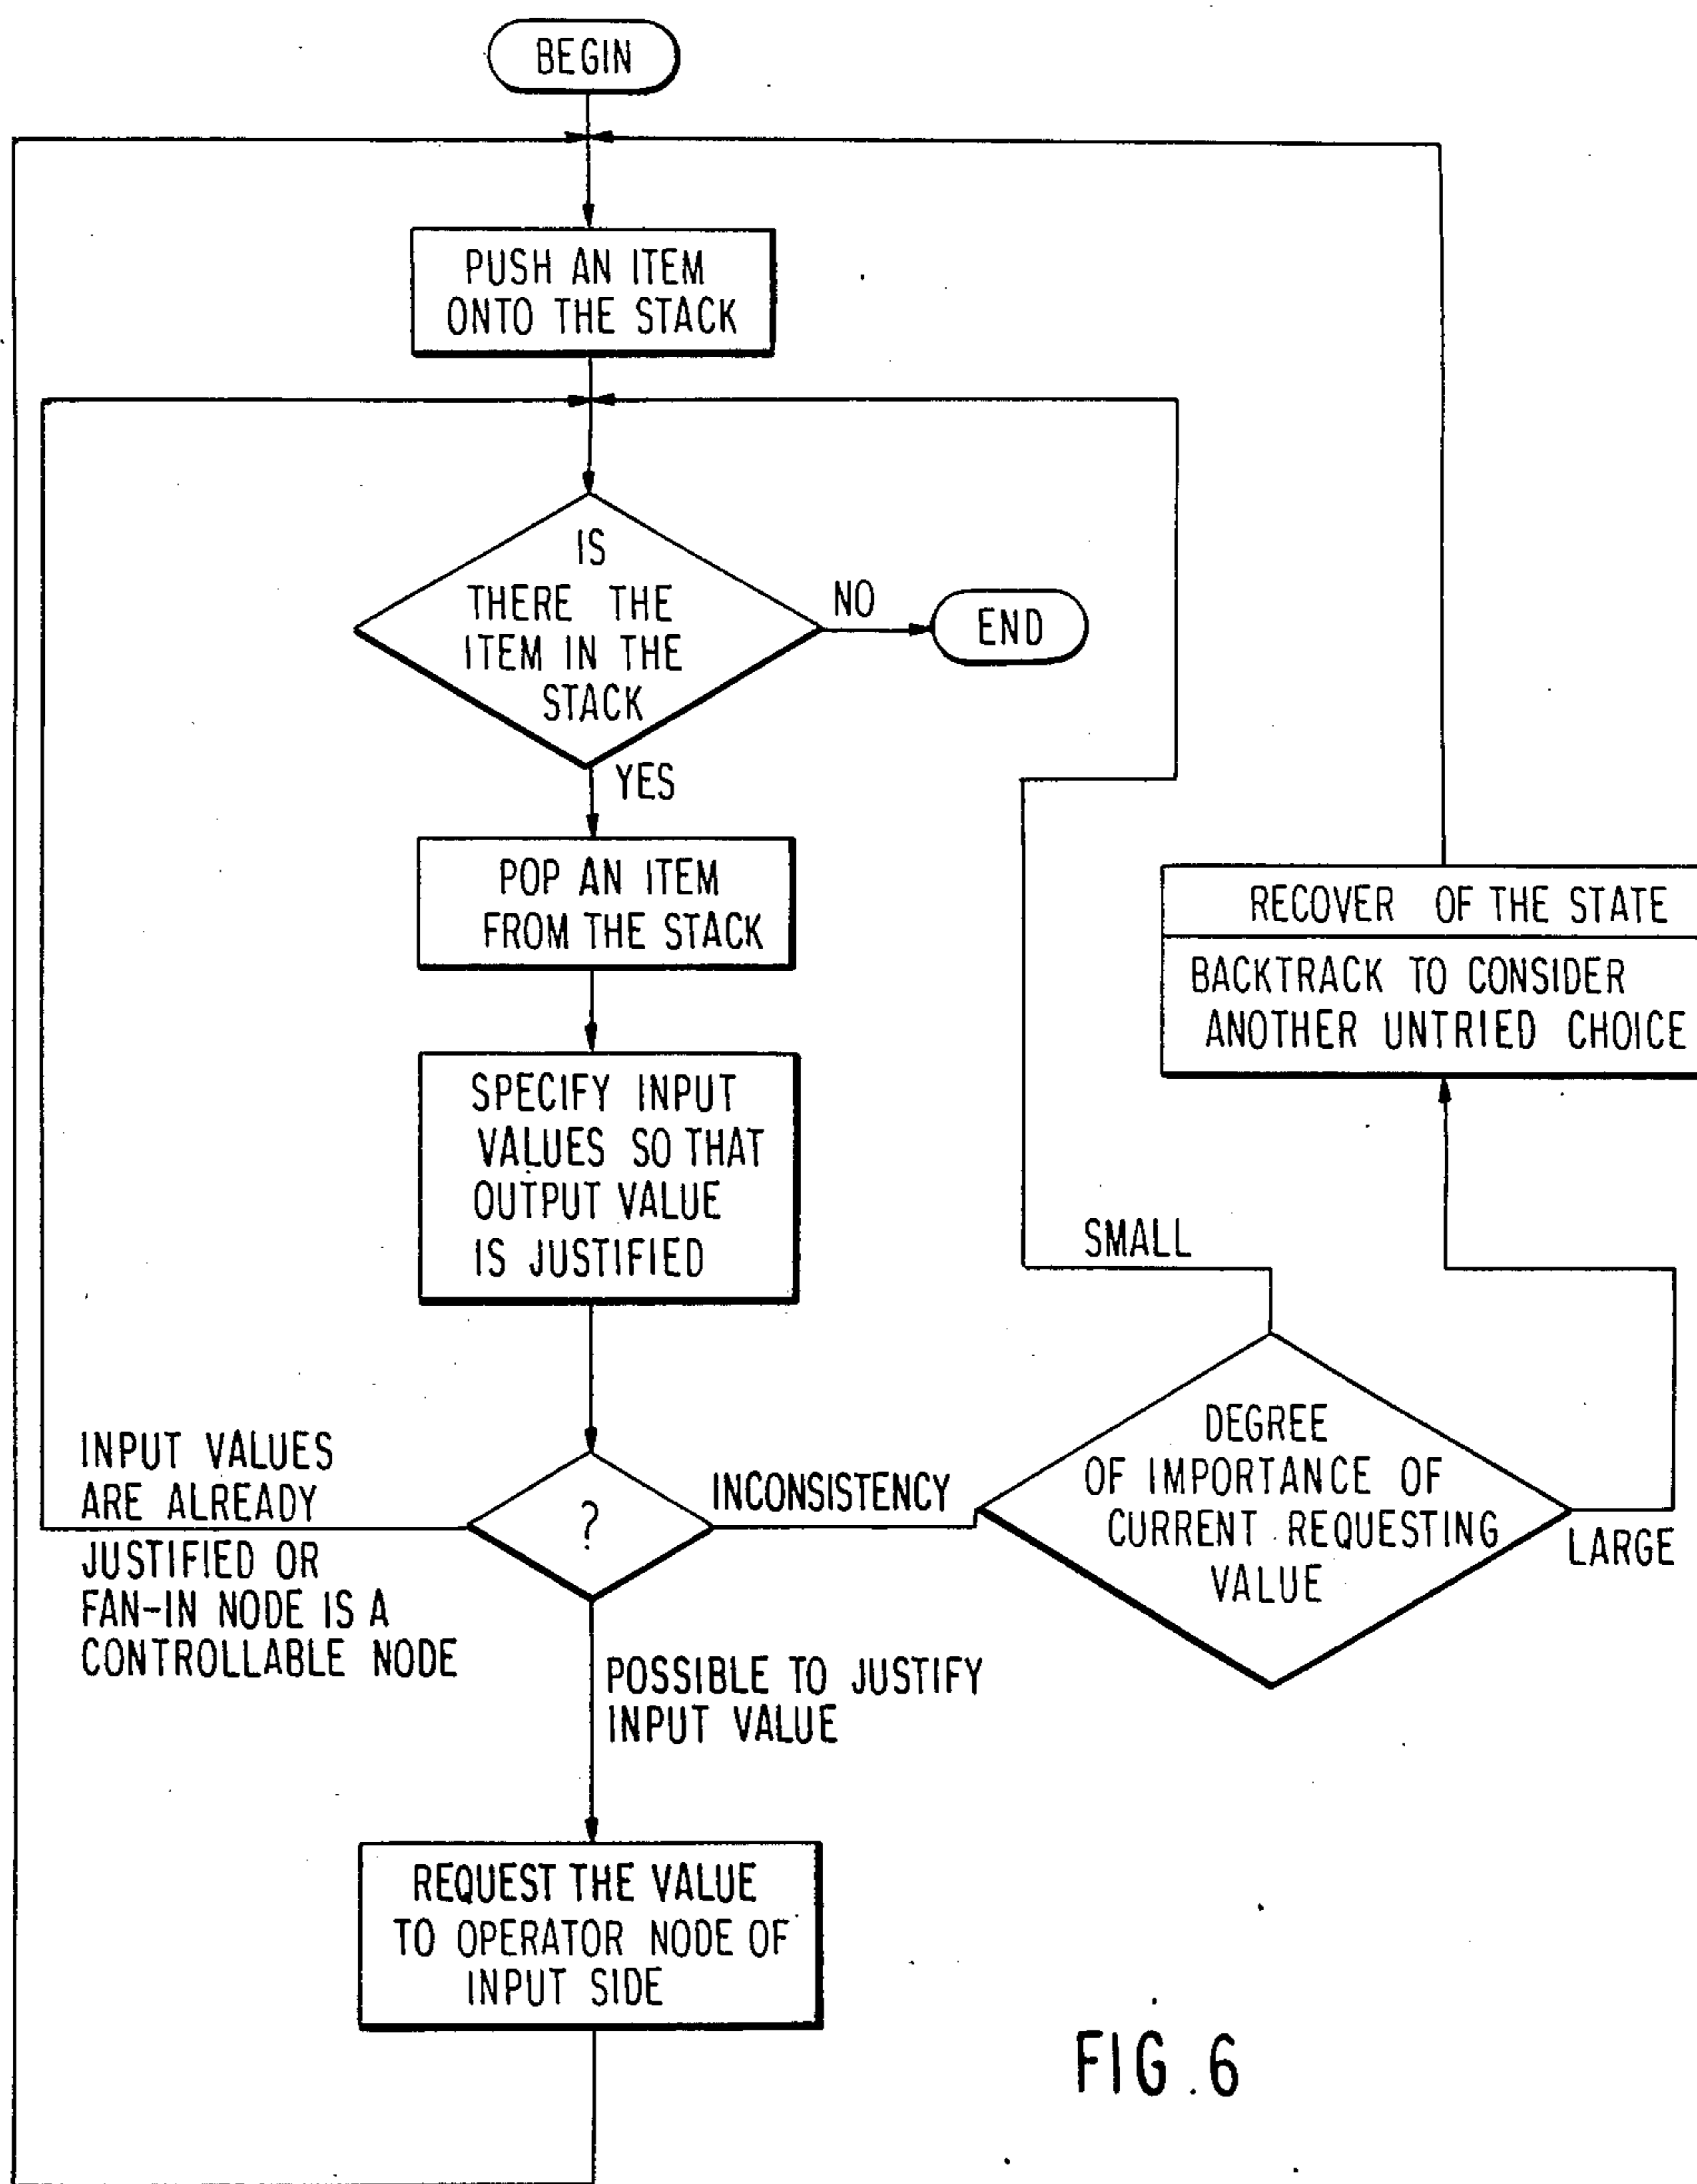 BEGIN
PUSH AN ITEM
ONTO THE STACK
IS
THERE THE
ITEM IN THE
STACK
NO
END
YES
POP AN ITEM
FROM THE STACK
RECOVER OF THE STATE
BACKTRACK TO CONSIDER
ANOTHER UNTRIED CHOICE
SPECIFY INPUT
VALUES SO THAT
OUTPUT VALUE
IS JUSTIFIED
SMALL
INPUT VALUES
ARE ALREADY
JUSTIFIED OR
FAN-IN NODE IS A
CONTROLLABLE NODE
?
INCONSISTENCY
DEGREE
OF IMPORTANCE OF
CURRENT REQUESTING
VALUE
LARGE
POSSIBLE TO JUSTIFY
INPUT VALUE
REQUEST THE VALUE
TO OPERATOR NODE OF
INPUT SIDE
FIG.6